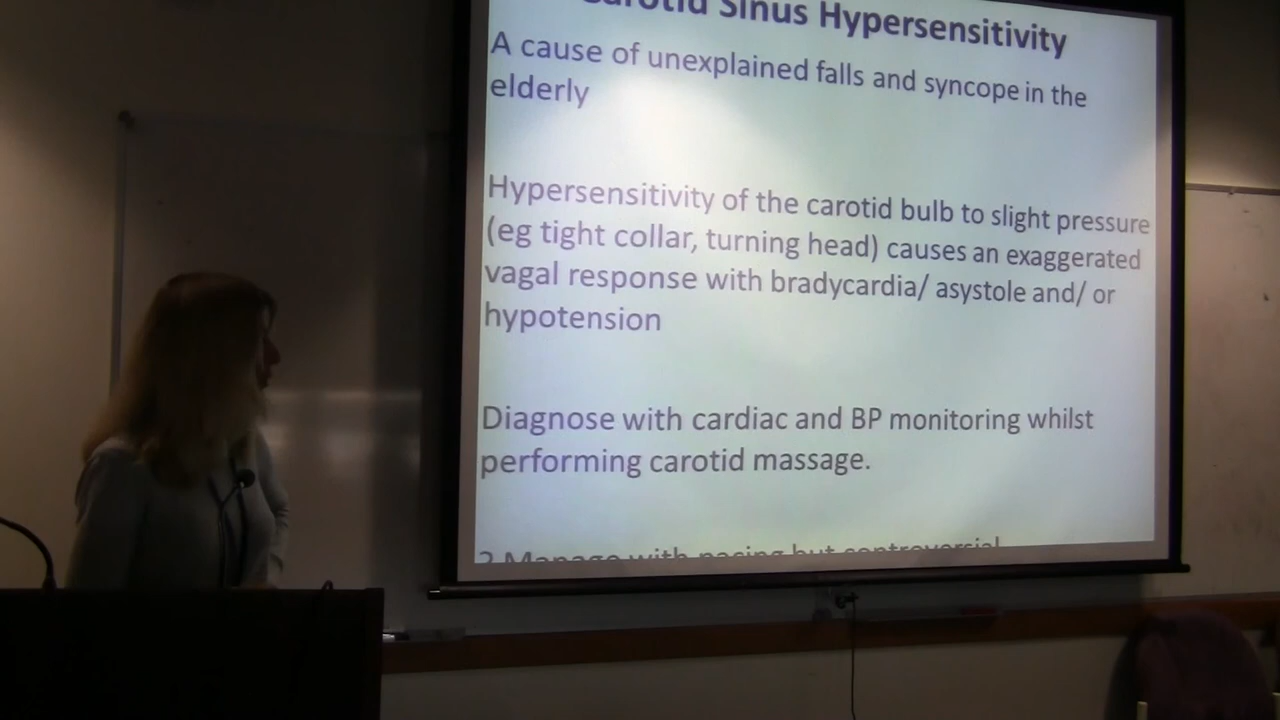 Carotid Sinus Hypersensitivity
A cause of unexplained falls and syncope in the
elderly
Hypersensitivity of the carotid bulb to slight pressure
(eg tight collar, turning head) causes an exaggerated
vagal response with bradycardia/ asystole and/ or
hypotension
Diagnose with cardiac and BP monitoring whilst
performing carotid massage.
? Manage with pacing but controversial